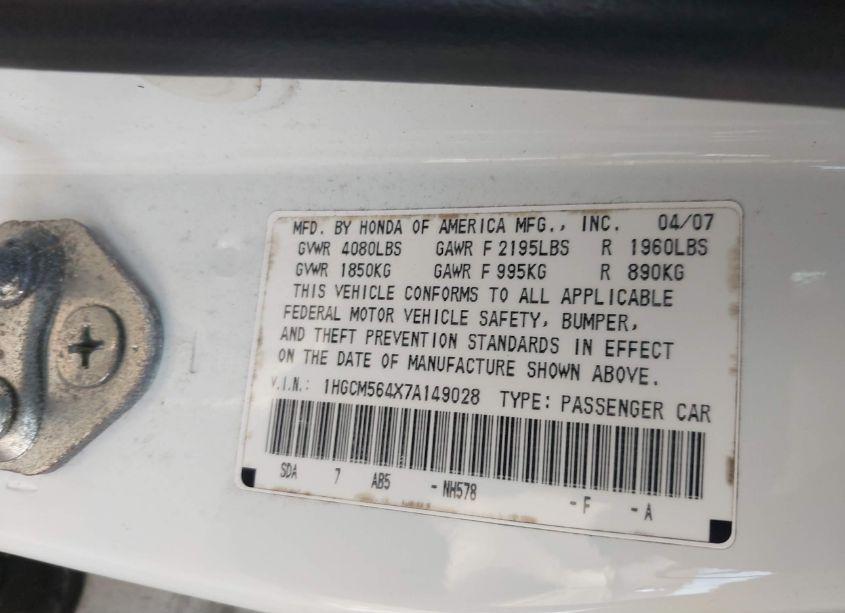 MFD. BY HONDA OF AMERICA MFG., INC. 04/07
GVWR 4080LBS GAWR F 2195LBS R 1960LBS
GVWR 1850KG GAWR F 995KG R 890KG
THIS VEHICLE CONFORMS TO ALL APPLICABLE
FEDERAL MOTOR VEHICLE SAFETY, BUMPER,
AND THEFT PREVENTION STANDARDS IN EFFECT
ON THE DATE OF MANUFACTURE SHOWN ABOVE.
V.I.N.: 1HGCM564X7A149028 TYPE: PASSENGER CAR
SDA 7 AB5 - NH578 - F - A